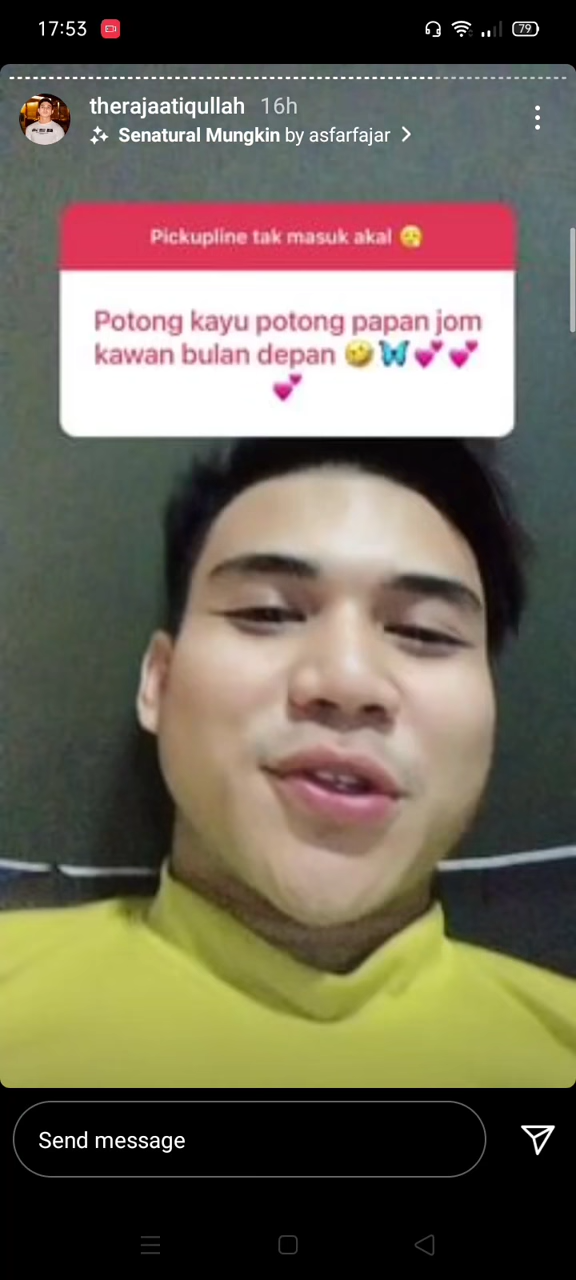 17:53
79
therajaatiqullah 16h
Senatural Mungkin by asfarfajar
Pickupline tak masuk akal
Potong kayu potong papan jom
kawan bulan depan
Send message